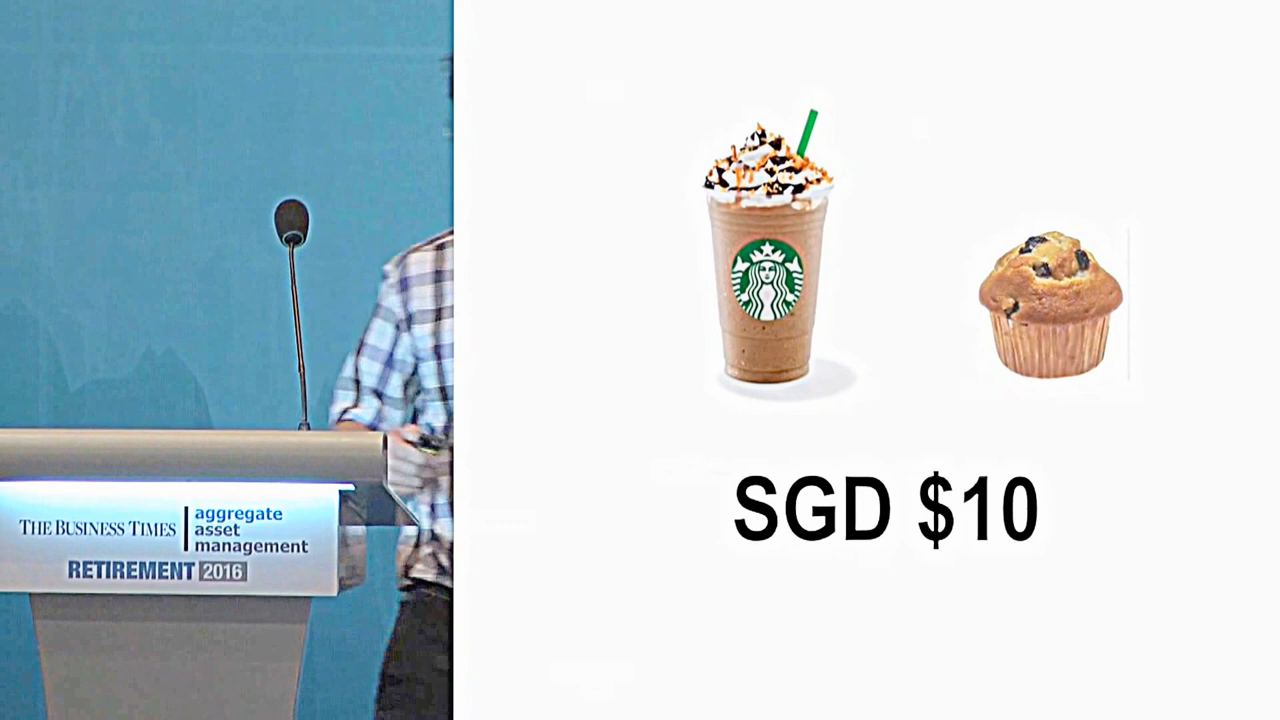 THE BUSINESS TIMES
aggregate
asset
management
RETIREMENT 2016
SGD $10